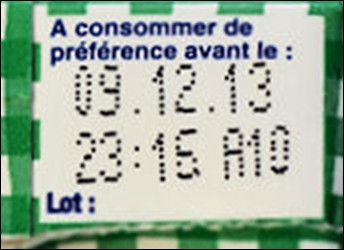 A consommer de
préférence avant le :
09.12.13
23:15 A10
Lot :